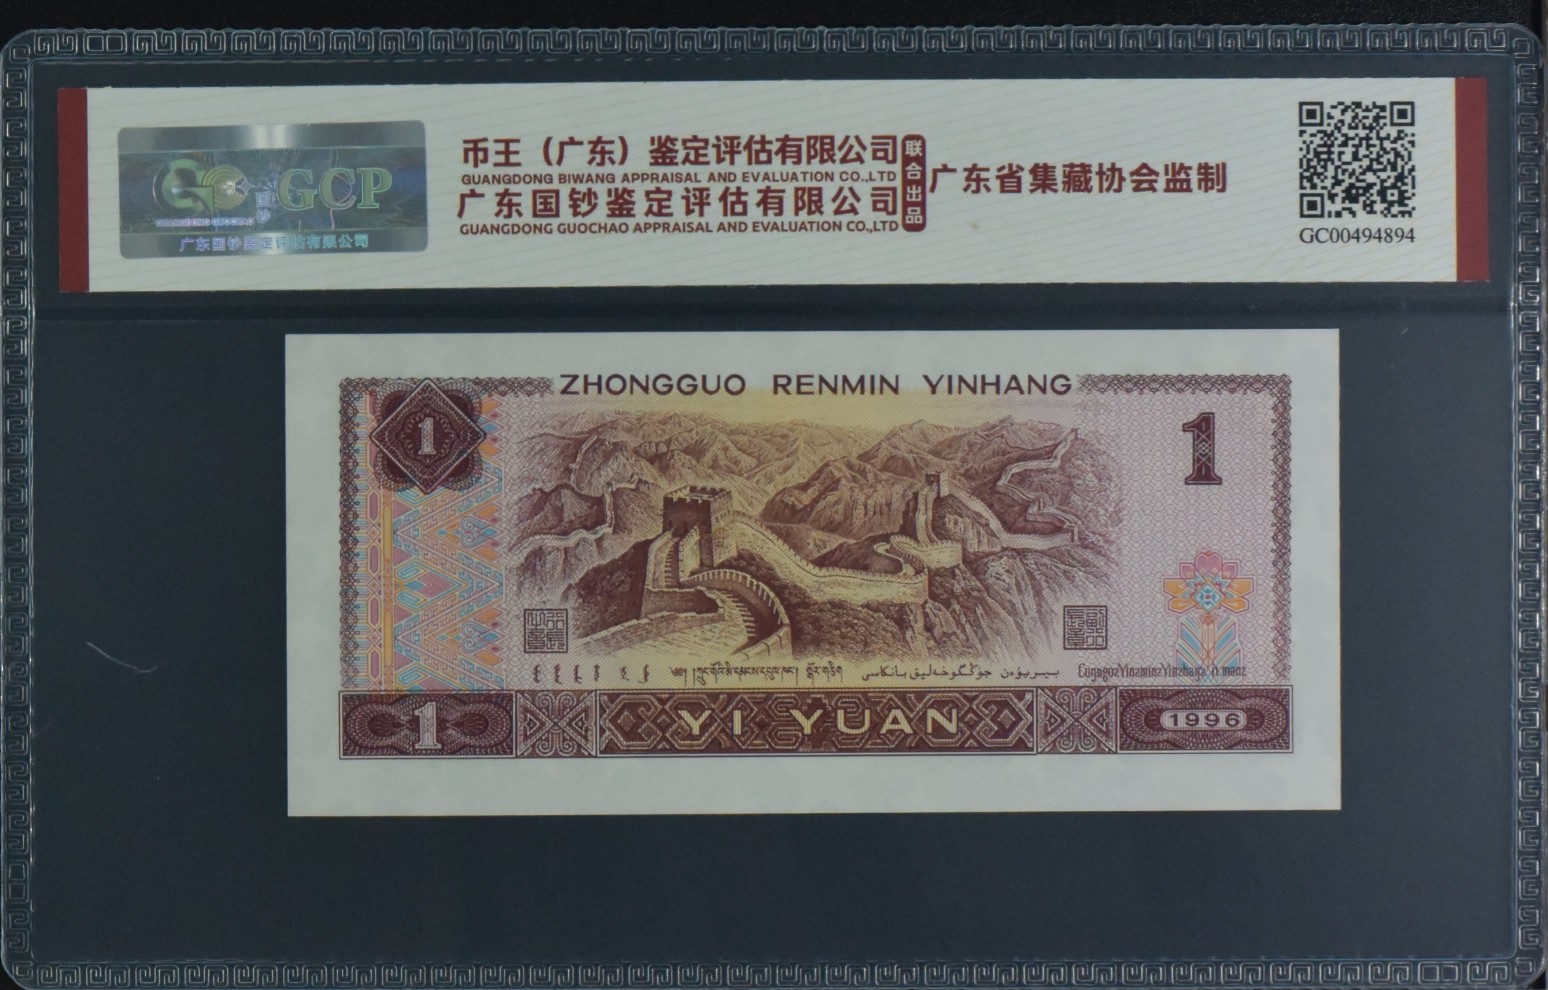 币王（广东）鉴定评估有限公司
GUANGDONG BIWANG APPRAISAL AND EVALUATION CO.,LTD
广东国钞鉴定评估有限公司
GUANGDONG GUOCHAO APPRAISAL AND EVALUATION CO.,LTD
联合出品
广东省集藏协会监制
GC00494894
GCP
广东国钞鉴定评估有限公司
ZHONGGUO RENMIN YINHANG
1
1
1
YI YUAN
1996